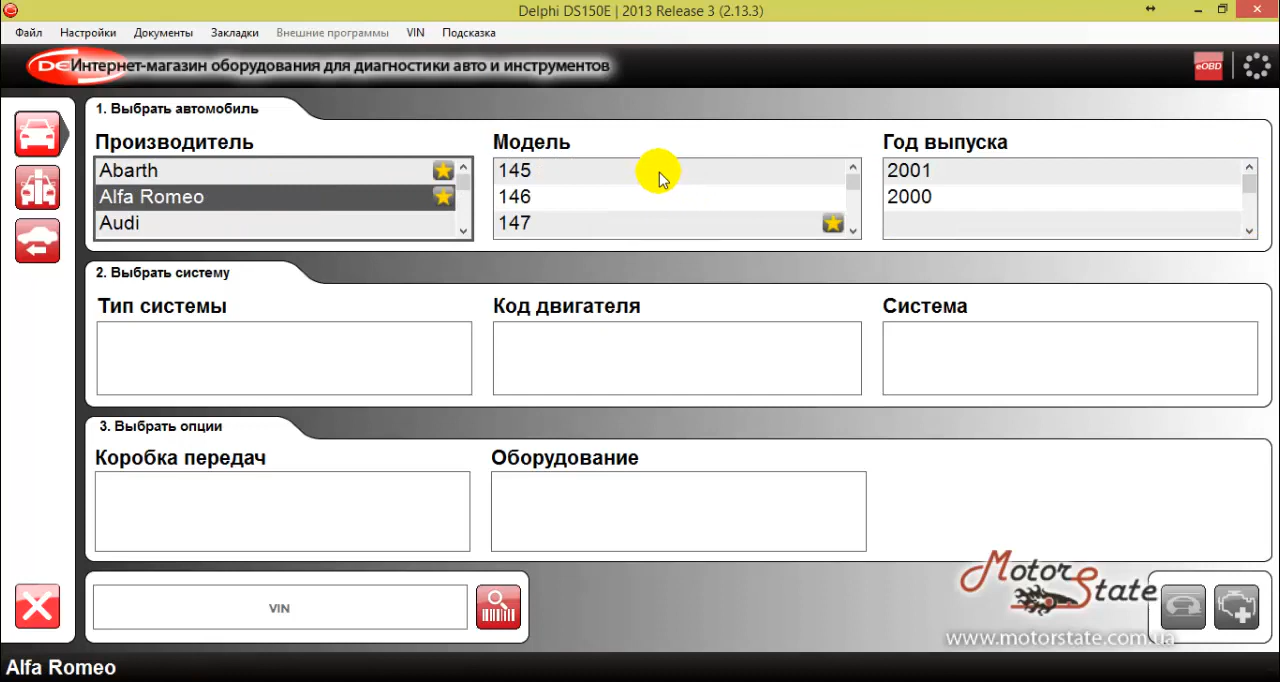 Delphi DS150E | 2013 Release 3 (2.13.3)
Файл Настройки Документы Закладки Внешние программы VIN Подсказка
DE Интернет-магазин оборудования для диагностики авто и инструментов
eOBD
1. Выбрать автомобиль
Производитель Модель Год выпуска
Abarth 145 2001
Alfa Romeo 146 2000
Audi 147
2. Выбрать систему
Тип системы Код двигателя Система
3. Выбрать опции
Коробка передач Оборудование
VIN
MotorState
www.motorstate.com.ua
Alfa Romeo